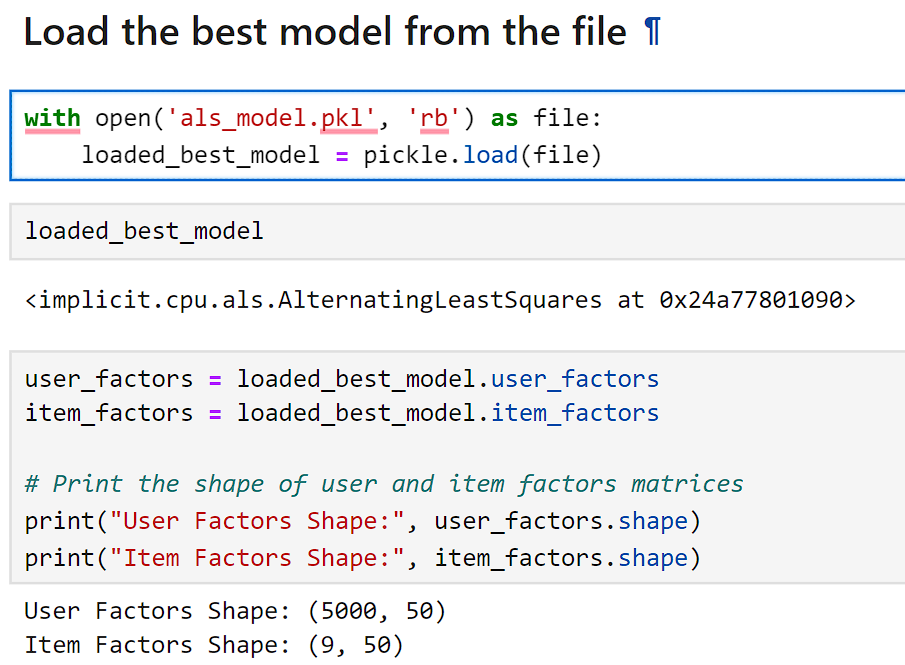 Load the best model from the file ¶
with open('als_model.pkl', 'rb') as file:
    loaded_best_model = pickle.load(file)
loaded_best_model
<implicit.cpu.als.AlternatingLeastSquares at 0x24a77801090>
user_factors = loaded_best_model.user_factors
item_factors = loaded_best_model.item_factors
# Print the shape of user and item factors matrices
print("User Factors Shape:", user_factors.shape)
print("Item Factors Shape:", item_factors.shape)
User Factors Shape: (5000, 50)
Item Factors Shape: (9, 50)